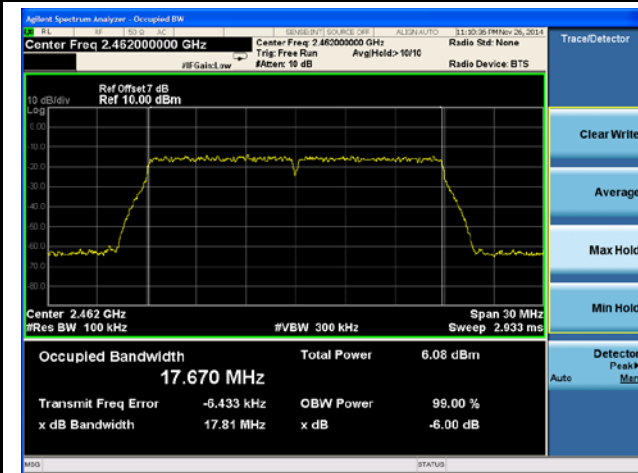 Agilent Spectrum Analyzer - Occupied BW
RL RF 50 Ω AC SENSE:INT SOURCE OFF ALIGN AUTO 11:10:36 PM Nov 26, 2014
Center Freq 2.462000000 GHz Center Freq: 2.462000000 GHz Radio Std: None Trace/Detector
Trig: Free Run Avg|Hold:> 10/10
#IFGain:Low #Atten: 10 dB Radio Device: BTS
Ref Offset 7 dB
10 dB/div Ref 10.00 dBm
Log
0.00
-10.0
-20.0
-30.0
-40.0
-50.0
-60.0
-70.0
-80.0
Clear Write
Average
Max Hold
Min Hold
Center 2.462 GHz Span 30 MHz
#Res BW 100 kHz #VBW 300 kHz Sweep 2.933 ms
Occupied Bandwidth Total Power 6.08 dBm
17.670 MHz
Transmit Freq Error -6.433 kHz OBW Power 99.00 %
x dB Bandwidth 17.81 MHz x dB -6.00 dB
Detector
Peak
Auto Man
MSG STATUS